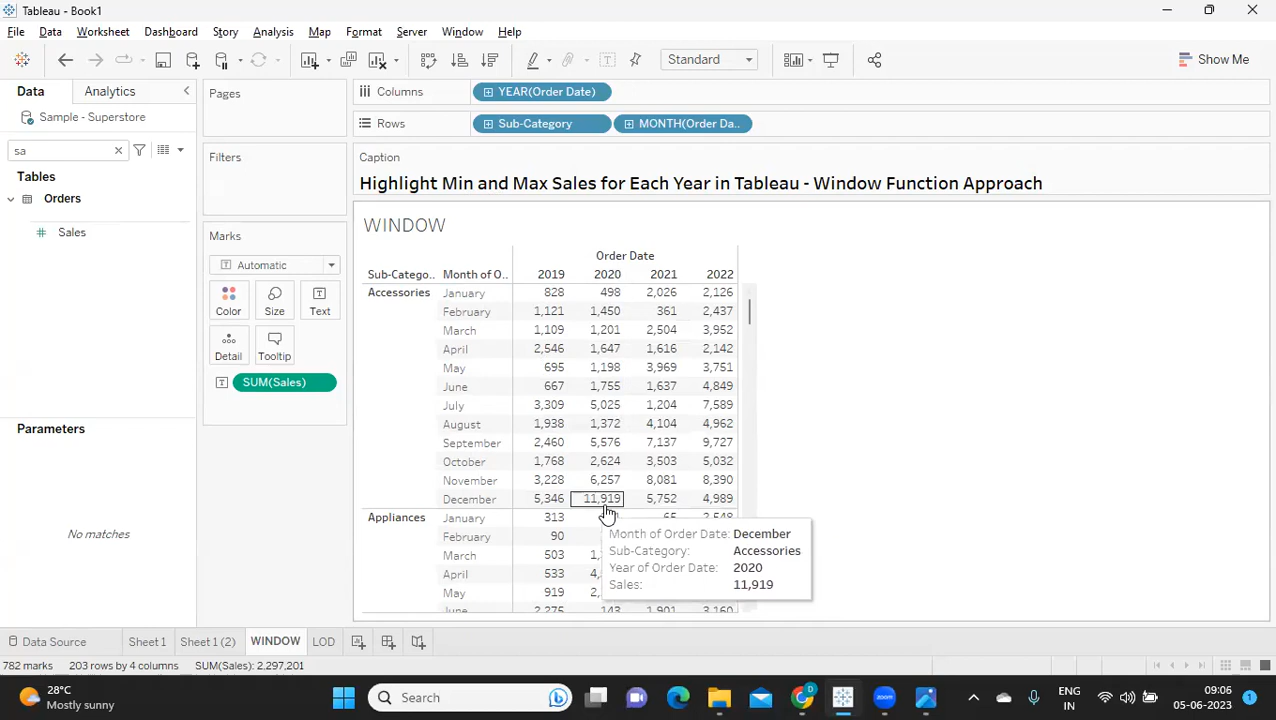 Tableau - Book1
File Data Worksheet Dashboard Story Analysis Map Format Server Window Help
Standard
Show Me
Data Analytics
Sample - Superstore
sa
Tables
Orders
Sales
Parameters
No matches
Pages
Filters
Marks
Automatic
Color Size Text
Detail Tooltip
SUM(Sales)
Columns YEAR(Order Date)
Rows Sub-Category MONTH(Order Da..
Caption
Highlight Min and Max Sales for Each Year in Tableau - Window Function Approach
WINDOW
Order Date
Sub-Catego.. Month of O.. 2019 2020 2021 2022
Accessories January 828 498 2,026 2,126
February 1,121 1,450 361 2,437
March 1,109 1,201 2,504 3,952
April 2,546 1,647 1,616 2,142
May 695 1,198 3,969 3,751
June 667 1,755 1,637 4,849
July 3,309 5,025 1,204 7,589
August 1,938 1,372 4,104 4,962
September 2,460 5,576 7,137 9,727
October 1,768 2,624 3,503 5,032
November 3,228 6,257 8,081 8,390
December 5,346 11,919 5,752 4,989
Appliances January 313
February 90
March 503
April 533
May 919
June 2,275 143 1,901 3,160
Month of Order Date: December
Sub-Category: Accessories
Year of Order Date: 2020
Sales: 11,919
Data Source Sheet 1 Sheet 1 (2) WINDOW LOD
782 marks 203 rows by 4 columns SUM(Sales): 2,297,201
28°C
Mostly sunny
Search
ENG
IN
09:06
05-06-2023